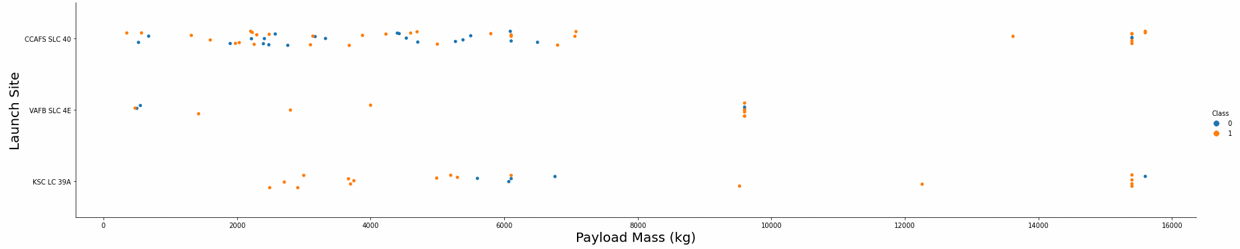 Launch Site
CCAFS SLC 40
VAFB SLC 4E
KSC LC 39A
0
2000
4000
6000
8000
10000
12000
14000
16000
Payload Mass (kg)
Class
0
1